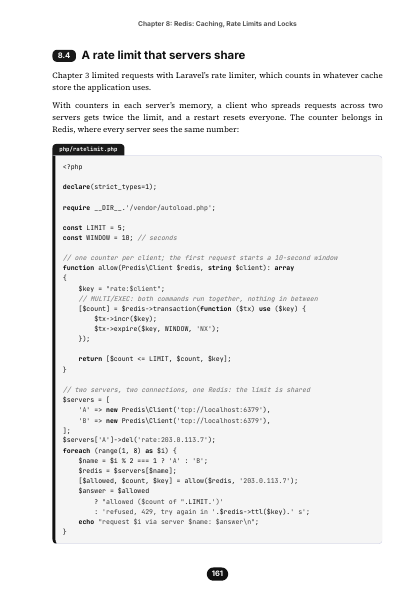 Chapter 8: Redis: Caching, Rate Limits and Locks
8.4 A rate limit that servers share
Chapter 3 limited requests with Laravel's rate limiter, which counts in whatever cache
store the application uses.
With counters in each server's memory, a client who spreads requests across two
servers gets twice the limit, and a restart resets everyone. The counter belongs in
Redis, where every server sees the same number:
php/ratelimit.php
<?php
declare(strict_types=1);
require __DIR__.'/vendor/autoload.php';
const LIMIT = 5;
const WINDOW = 10; // seconds
// one counter per client; the first request starts a 10-second window
function allow(Predis\Client $redis, string $client): array
{
    $key = "rate:$client";
    // MULTI/EXEC: both commands run together, nothing in between
    [$count] = $redis->transaction(function ($tx) use ($key) {
        $tx->incr($key);
        $tx->expire($key, WINDOW, 'NX');
    });
    return [$count <= LIMIT, $count, $key];
}
// two servers, two connections, one Redis: the limit is shared
$servers = [
    'A' => new Predis\Client('tcp://localhost:6379'),
    'B' => new Predis\Client('tcp://localhost:6379'),
];
$servers['A']->del('rate:203.0.113.7');
foreach (range(1, 8) as $i) {
    $name = $i % 2 === 1 ? 'A' : 'B';
    $redis = $servers[$name];
    [$allowed, $count, $key] = allow($redis, '203.0.113.7');
    $answer = $allowed
        ? "allowed ($count of ".LIMIT.')'
        : 'refused, 429, try again in '.$redis->ttl($key).' s';
    echo "request $i via server $name: $answer\n";
}
161